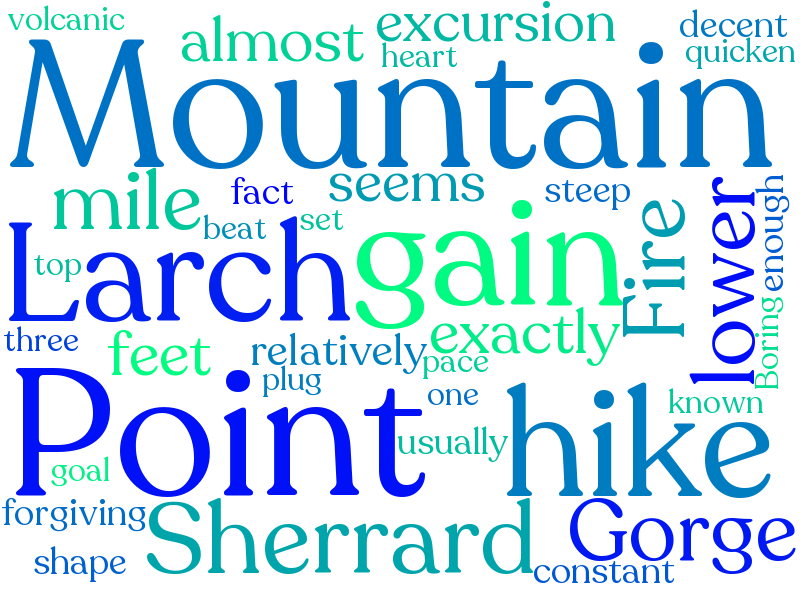 volcanic
almost
excursion
heart
decent
quicken
Mountain
mile
fact
seems
steep
beat
set
top
Larch
gain
Fire
lower
enough
three
feet
relatively
exactly
pace
plug
one
Boring
known
Point
hike
usually
goal
forgiving
Sherrard
Gorge
shape
constant